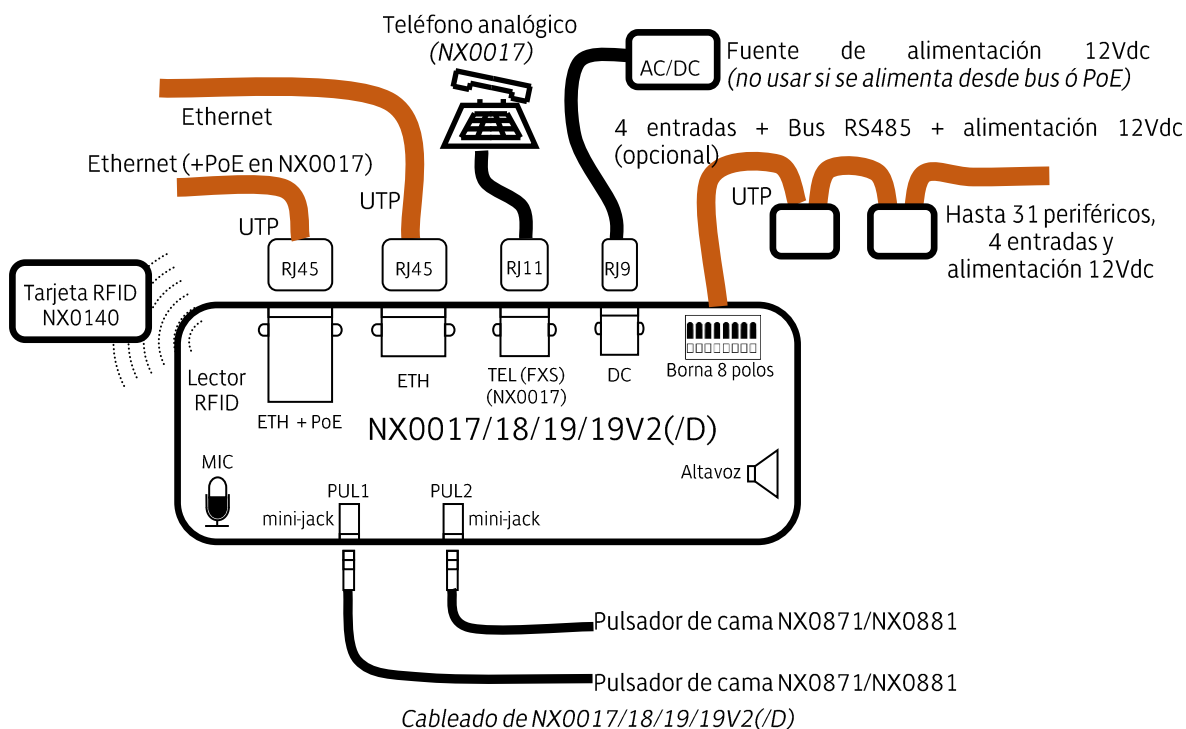 Teléfono analógico
(NX0017)
AC/DC
Fuente de alimentación 12Vdc
(no usar si se alimenta desde bus ó PoE)
Ethernet
4 entradas + Bus RS485 + alimentación 12Vdc
(opcional)
Ethernet (+PoE en NX0017)
UTP
UTP
UTP
Hasta 31 periféricos,
4 entradas y
alimentación 12Vdc
RJ45
RJ45
RJ11
RJ9
Tarjeta RFID
NX0140
Lector
RFID
ETH + PoE
ETH
TEL (FXS)
(NX0017)
DC
Borna 8 polos
NX0017/18/19/19V2(/D)
MIC
Altavoz
PUL1
mini-jack
PUL2
mini-jack
Pulsador de cama NX0871/NX0881
Pulsador de cama NX0871/NX0881
Cableado de NX0017/18/19/19V2(/D)